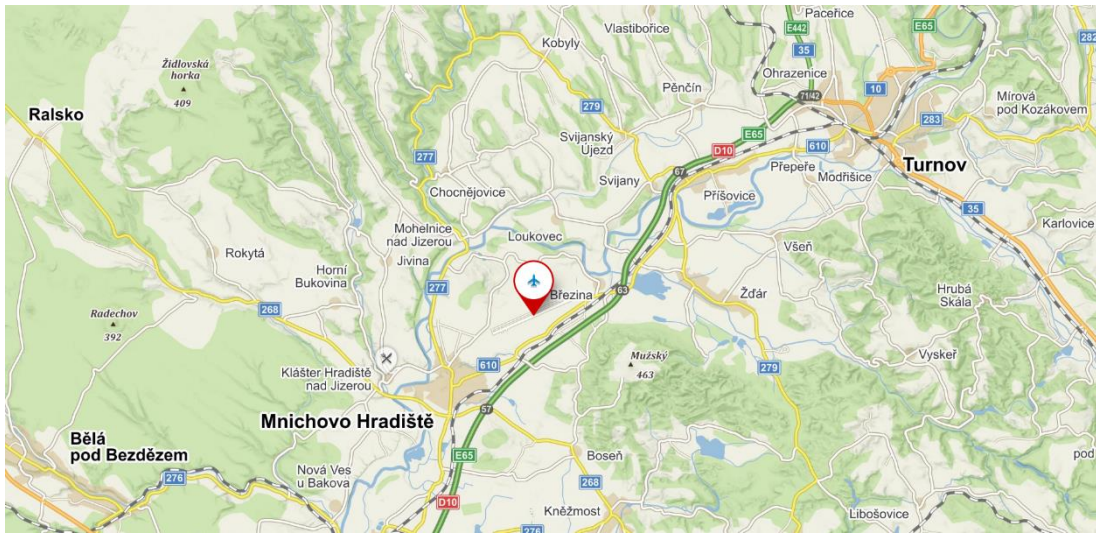 Paceřice
Vlastibořice
E442
E65
Kobyly
35
282
Židlovská
horka
409
Ohrazenice
Pěnčín
10
71/42
Mírová
pod Kozákovem
Ralsko
279
E65
283
Svijanský
Újezd
D10
610
277
67
Přepeře
Turnov
Svijany
Modřišice
Chocnějovice
Příšovice
35
Mohelnice
nad Jizerou
Loukovec
Karlovice
Rokytá
Jivina
Všeň
Horní
Bukovina
277
Březina
63
Žďár
Hrubá
Skála
268
Radechov
392
Mužský
463
Vyskeř
Klášter Hradiště
nad Jizerou
610
279
57
Mnichovo Hradiště
Bělá
pod Bezdězem
E65
Boseň
pod
276
Nová Ves
u Bakova
268
D10
Kněžmost
Libošovice
276